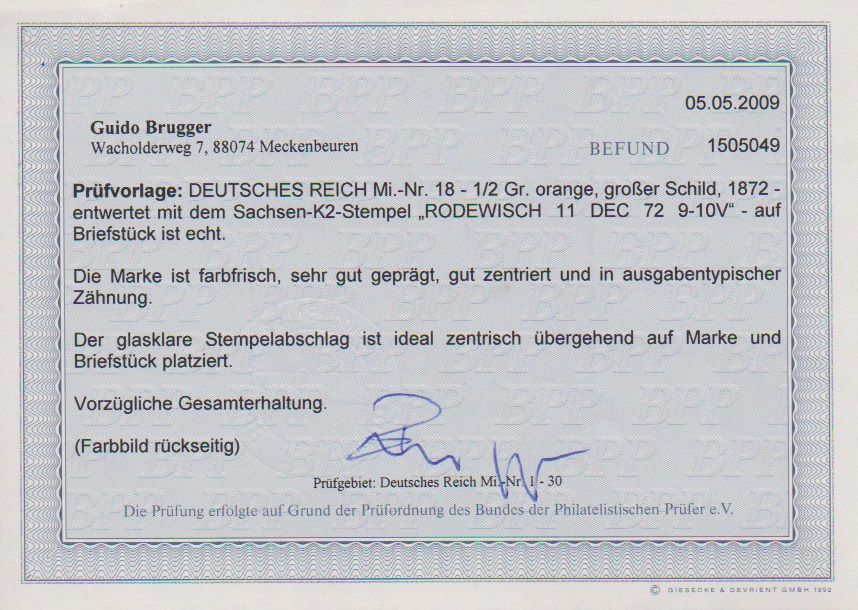 05.05.2009
Guido Brugger
Wacholderweg 7, 88074 Meckenbeuren
BEFUND 1505049
Prüfvorlage: DEUTSCHES REICH Mi.-Nr. 18 - 1/2 Gr. orange, großer Schild, 1872 -
entwertet mit dem Sachsen-K2-Stempel „RODEWISCH 11 DEC 72 9-10V“ - auf
Briefstück ist echt.
Die Marke ist farbfrisch, sehr gut geprägt, gut zentriert und in ausgabentypischer
Zähnung.
Der glasklare Stempelabschlag ist ideal zentrisch übergehend auf Marke und
Briefstück platziert.
Vorzügliche Gesamterhaltung.
(Farbbild rückseitig)
Prüfgebiet: Deutsches Reich Mi.-Nr. 1 - 30
Die Prüfung erfolgte auf Grund der Prüfordnung des Bundes der Philatelistischen Prüfer e.V.
© GIESECKE & DEVRIENT GMBH 1992